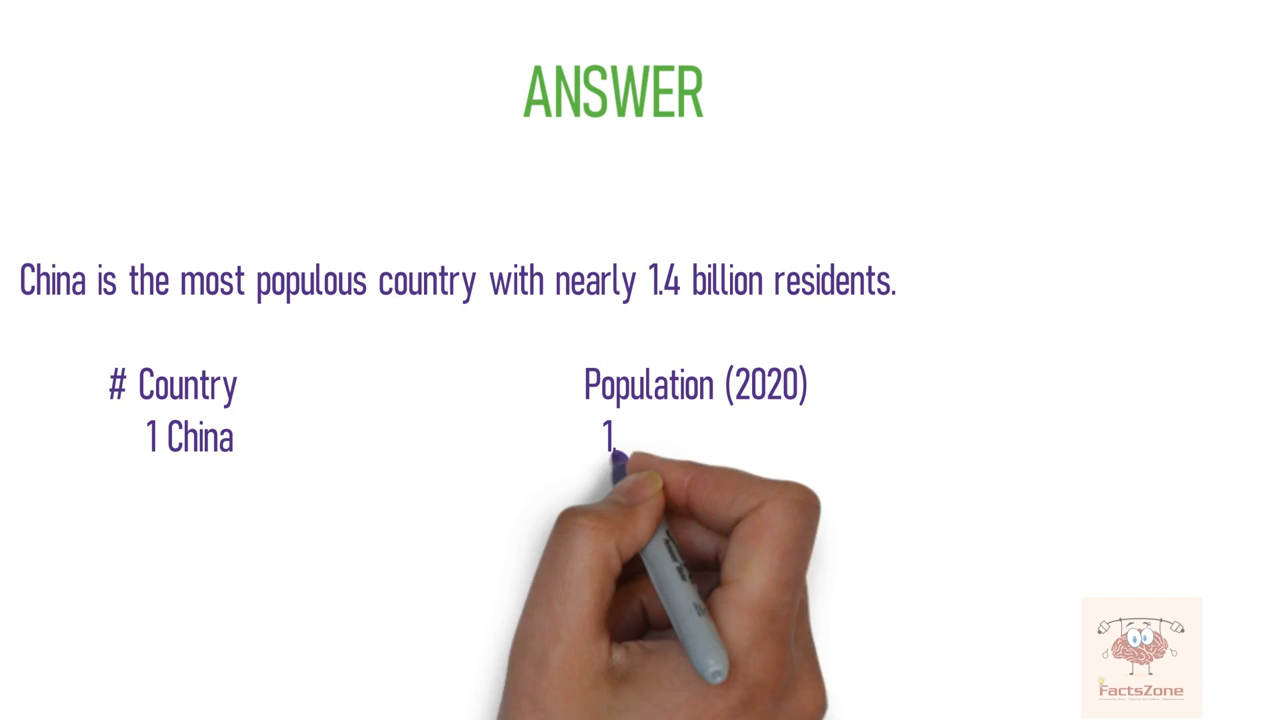 ANSWER
China is the most populous country with nearly 1.4 billion residents.
# Country Population (2020)
1 China 1.
FactsZone